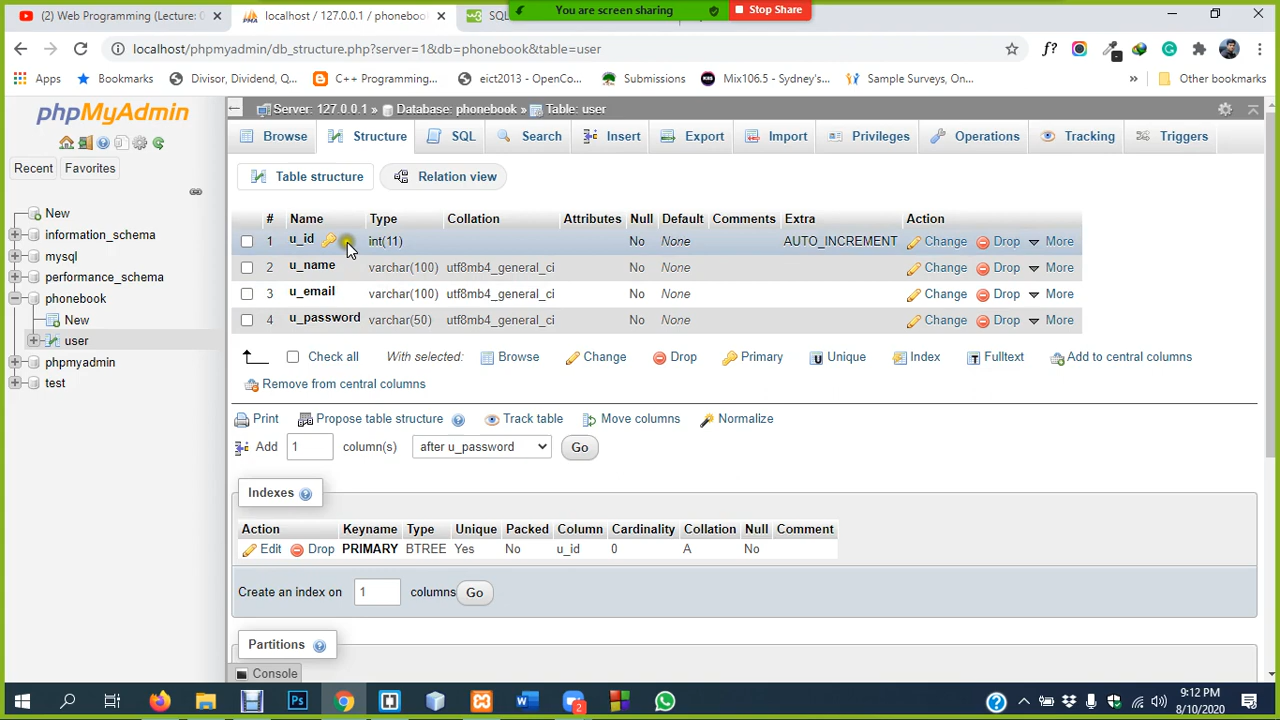 Web Programming (Lecture: 0
localhost / 127.0.0.1 / phonebook
SQL
You are screen sharing
Stop Share
localhost/phpmyadmin/db_structure.php?server=1&db=phonebook&table=user
f?
Apps
Bookmarks
Divisor, Dividend, Q...
C++ Programming...
eict2013 - OpenCo...
Submissions
Mix106.5 - Sydney's...
Sample Surveys, On...
»
Other bookmarks
phpMyAdmin
Server: 127.0.0.1 » Database: phonebook » Table: user
Browse
Structure
SQL
Search
Insert
Export
Import
Privileges
Operations
Tracking
Triggers
Recent
Favorites
New
information_schema
mysql
performance_schema
phonebook
New
user
phpmyadmin
test
Table structure
Relation view
# Name Type Collation Attributes Null Default Comments Extra Action
1 u_id int(11) No None AUTO_INCREMENT Change Drop More
2 u_name varchar(100) utf8mb4_general_ci No None Change Drop More
3 u_email varchar(100) utf8mb4_general_ci No None Change Drop More
4 u_password varchar(50) utf8mb4_general_ci No None Change Drop More
Check all With selected: Browse Change Drop Primary Unique Index Fulltext Add to central columns
Remove from central columns
Print Propose table structure Track table Move columns Normalize
Add 1 column(s) after u_password Go
Indexes
Action Keyname Type Unique Packed Column Cardinality Collation Null Comment
Edit Drop PRIMARY BTREE Yes No u_id 0 A No
Create an index on 1 columns Go
Partitions
Console
9:12 PM
8/10/2020